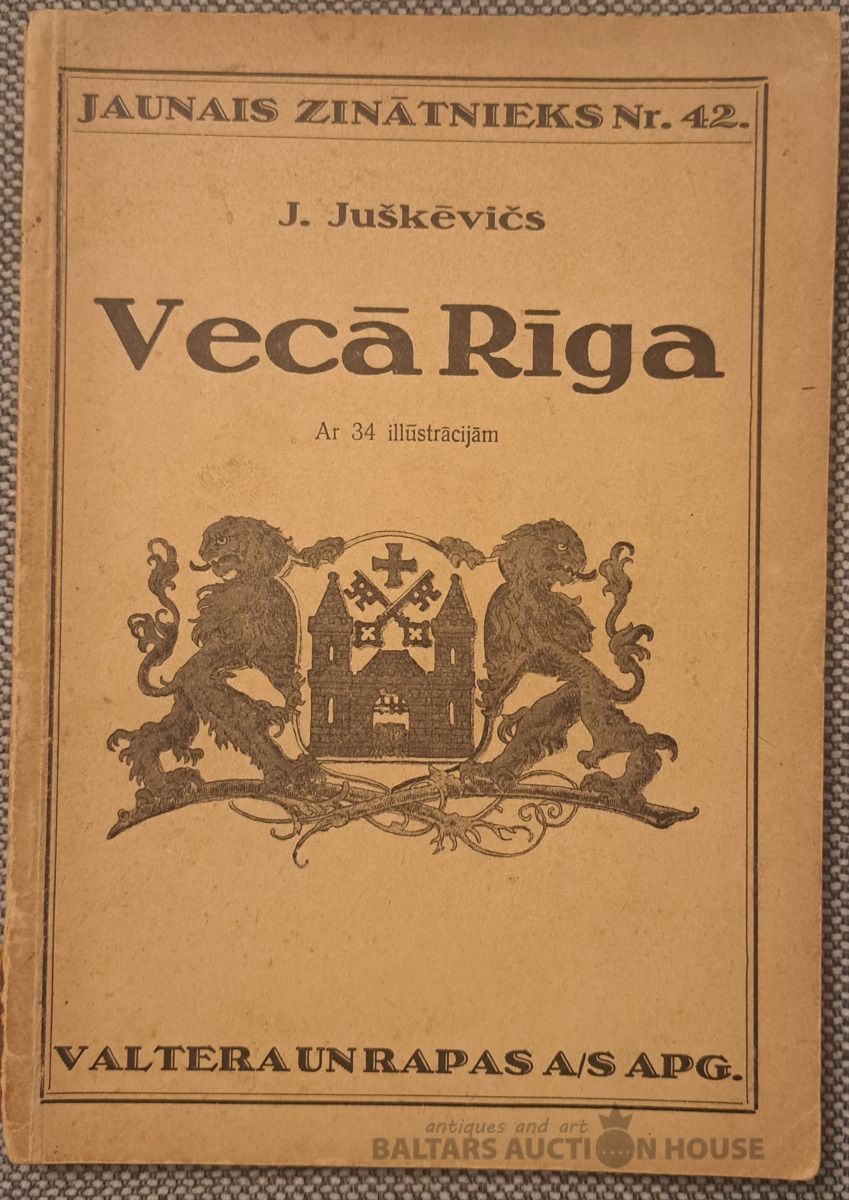 JAUNAIS ZINĀTNIEKS Nr. 42.
J. Juškēvičs
Vecā Rīga
Ar 34 illūstrācijām
VALTERA UN RAPAS A/S APG.
antiques and art
BALTARS AUCTION HOUSE